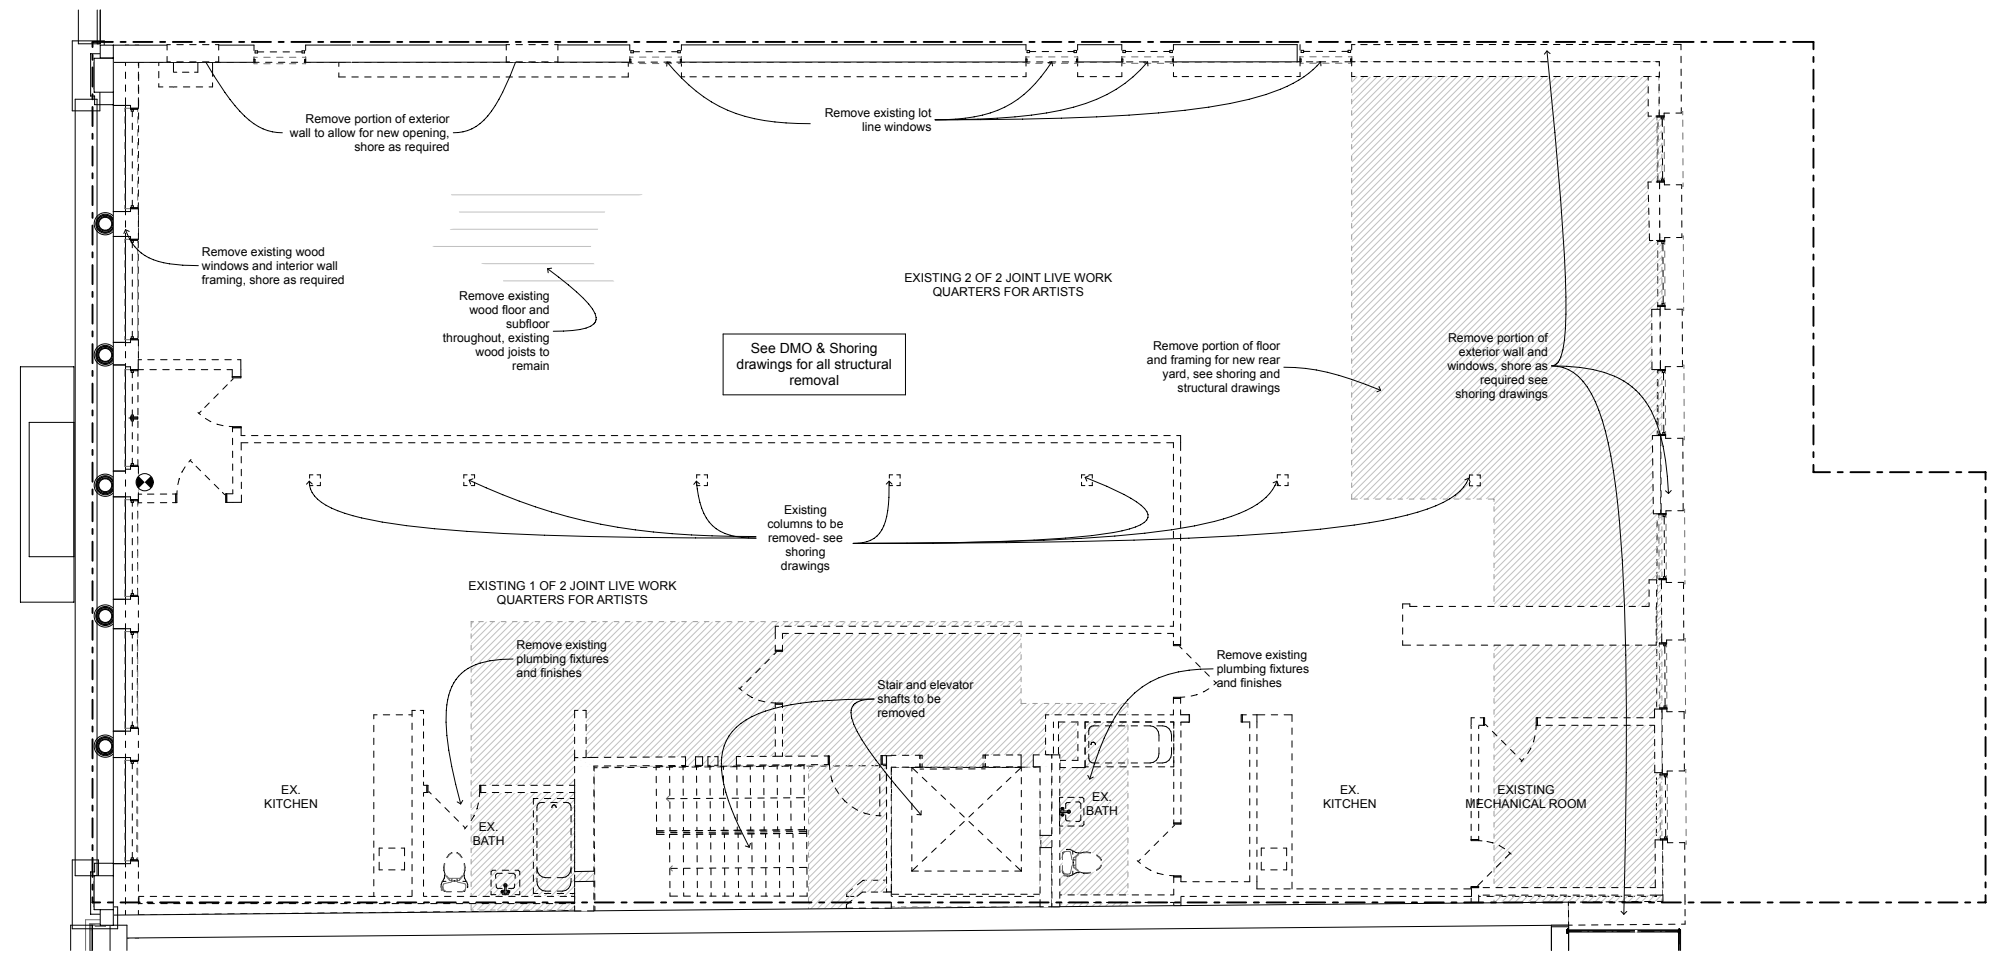 Remove portion of exterior
wall to allow for new opening,
shore as required
Remove existing lot
line windows
Remove existing wood
windows and interior wall
framing, shore as required
Remove existing
wood floor and
subfloor
throughout, existing
wood joists to
remain
EXISTING 2 OF 2 JOINT LIVE WORK
QUARTERS FOR ARTISTS
See DMO & Shoring
drawings for all structural
removal
Remove portion of floor
and framing for new rear
yard, see shoring and
structural drawings
Remove portion of
exterior wall and
windows, shore as
required see
shoring drawings
Existing
columns to be
removed- see
shoring
drawings
EXISTING 1 OF 2 JOINT LIVE WORK
QUARTERS FOR ARTISTS
Remove existing
plumbing fixtures
and finishes
Stair and elevator
shafts to be
removed
Remove existing
plumbing fixtures
and finishes
EX.
KITCHEN
EX.
BATH
EX.
BATH
EX.
KITCHEN
EXISTING
MECHANICAL ROOM